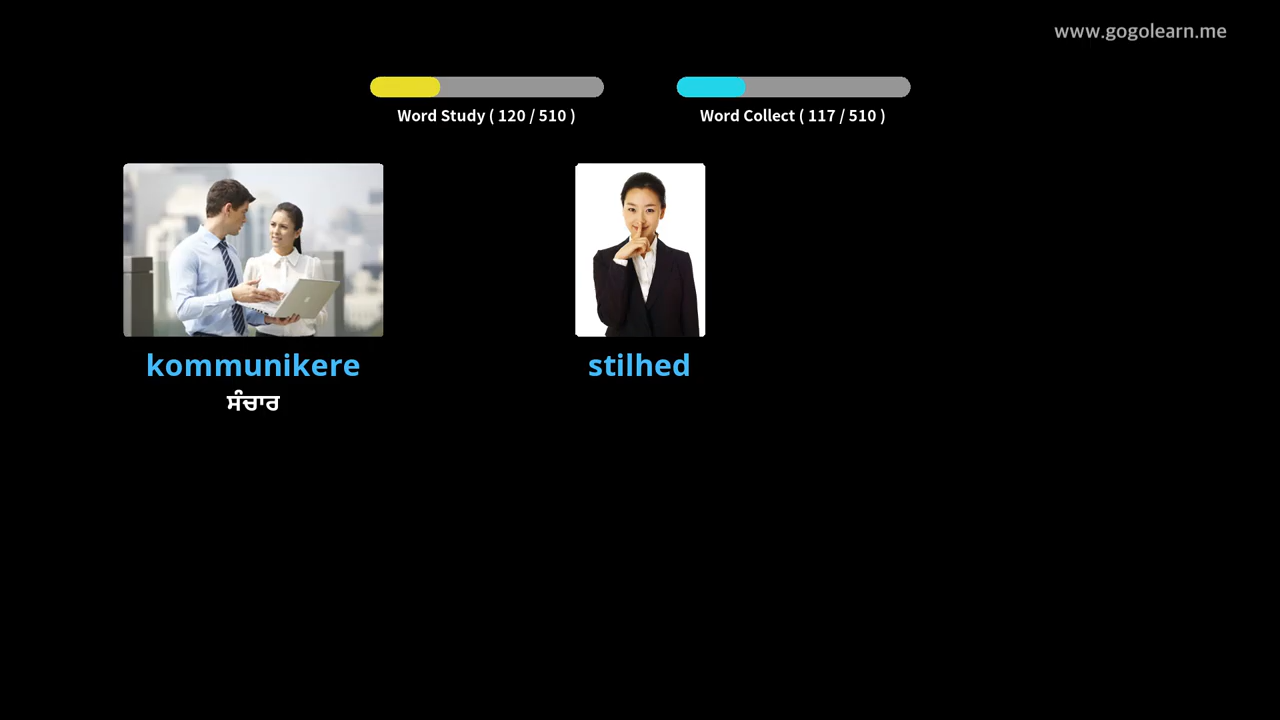 www.gogolearn.me
Word Study ( 120 / 510 )
Word Collect ( 117 / 510 )
kommunikere
ਸੰਚਾਰ
stilhed